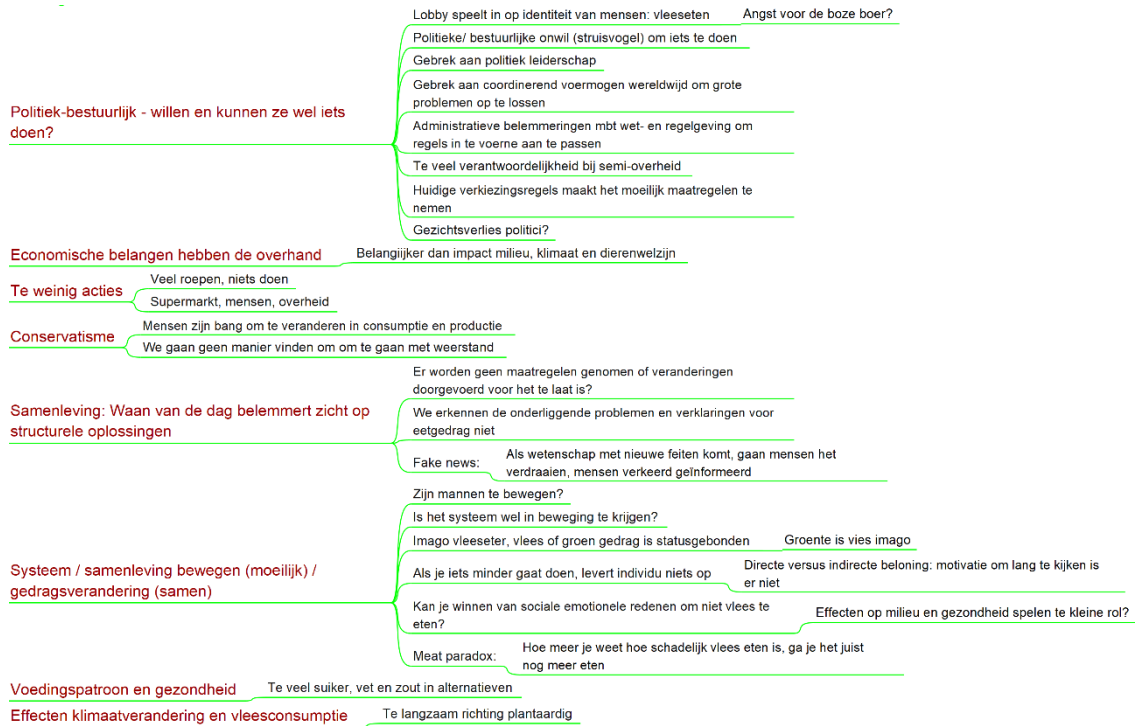 Politiek-bestuurlijk - willen en kunnen ze wel iets
doen?
Lobby speelt in op identiteit van mensen: vleeseten
Angst voor de boze boer?
Politieke/ bestuurlijke onwil (struisvogel) om iets te doen
Gebrek aan politiek leiderschap
Gebrek aan coordinerend voermogen wereldwijd om grote
problemen op te lossen
Administratieve belemmeringen mbt wet- en regelgeving om
regels in te voerne aan te passen
Te veel verantwoordelijkheid bij semi-overheid
Huidige verkiezingsregels maakt het moeilijk maatregelen te
nemen
Gezichtsverlies politici?
Economische belangen hebben de overhand
Belangiijker dan impact milieu, klimaat en dierenwelzijn
Te weinig acties
Veel roepen, niets doen
Supermarkt, mensen, overheid
Conservatisme
Mensen zijn bang om te veranderen in consumptie en productie
We gaan geen manier vinden om om te gaan met weerstand
Samenleving: Waan van de dag belemmert zicht op
structurele oplossingen
Er worden geen maatregelen genomen of veranderingen
doorgevoerd voor het te laat is?
We erkennen de onderliggende problemen en verklaringen voor
eetgedrag niet
Fake news:
Als wetenschap met nieuwe feiten komt, gaan mensen het
verdraaien, mensen verkeerd geïnformeerd
Systeem / samenleving bewegen (moeilijk) /
gedragsverandering (samen)
Zijn mannen te bewegen?
Is het systeem wel in beweging te krijgen?
Imago vleeseter, vlees of groen gedrag is statusgebonden
Groente is vies imago
Als je iets minder gaat doen, levert individu niets op
Directe versus indirecte beloning: motivatie om lang te kijken is
er niet
Kan je winnen van sociale emotionele redenen om niet vlees te
eten?
Effecten op milieu en gezondheid spelen te kleine rol?
Meat paradox:
Hoe meer je weet hoe schadelijk vlees eten is, ga je het juist
nog meer eten
Voedingspatroon en gezondheid
Te veel suiker, vet en zout in alternatieven
Effecten klimaatverandering en vleesconsumptie
Te langzaam richting plantaardig